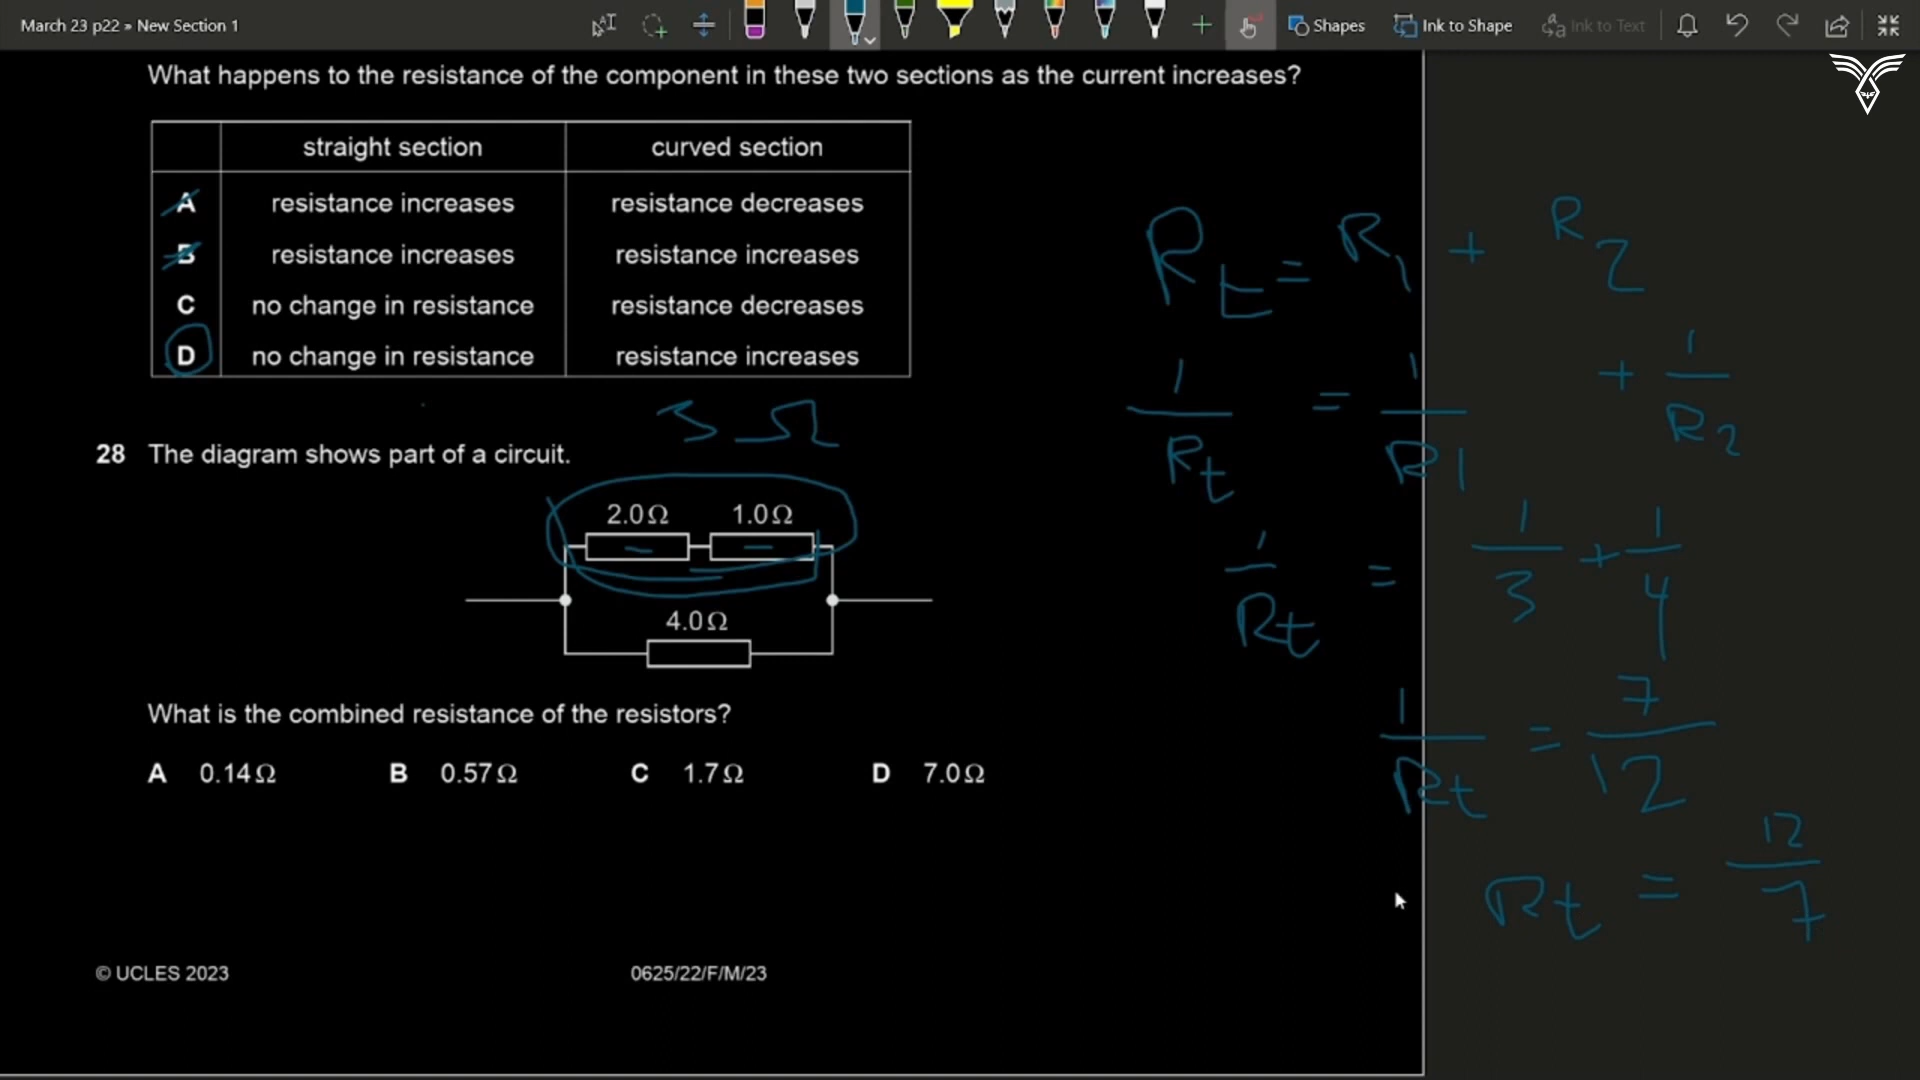 March 23 p22 » New Section 1
Shapes
Ink to Shape
Ink to Text
What happens to the resistance of the component in these two sections as the current increases?
straight section curved section
A resistance increases resistance decreases
B resistance increases resistance increases
C no change in resistance resistance decreases
D no change in resistance resistance increases
3 Ω
28 The diagram shows part of a circuit.
2.0Ω 1.0Ω
4.0Ω
What is the combined resistance of the resistors?
A 0.14Ω B 0.57Ω C 1.7Ω D 7.0Ω
© UCLES 2023 0625/22/F/M/23
Rt = R1 + R2
1/Rt = 1/R1 + 1/R2
1/Rt = 1/3 + 1/4
1/Rt = 7/12
Rt = 12/7